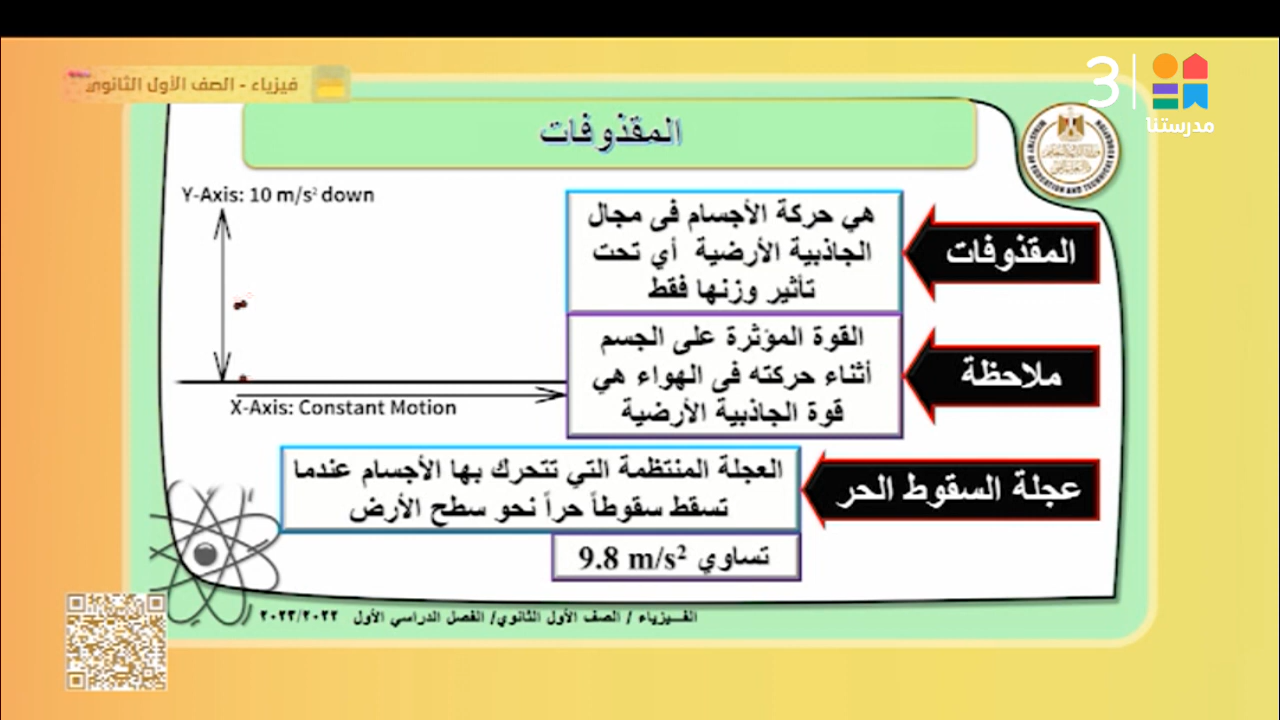 3
مدرستنا
فيزياء - الصف الأول الثانوي
المقذوفات
المقذوفات
هي حركة الأجسام فى مجال
الجاذبية الأرضية أي تحت
تأثير وزنها فقط
Y-Axis: 10 m/s² down
ملاحظة
القوة المؤثرة على الجسم
أثناء حركته فى الهواء هي
قوة الجاذبية الأرضية
X-Axis: Constant Motion
عجلة السقوط الحر
العجلة المنتظمة التي تتحرك بها الأجسام عندما
تسقط سقوطاً حراً نحو سطح الأرض
تساوي 9.8 m/s²
الفـــيزياء / الصف الأول الثانوي/ الفصل الدراسي الأول ٢٠٢٣/٢٠٢٢